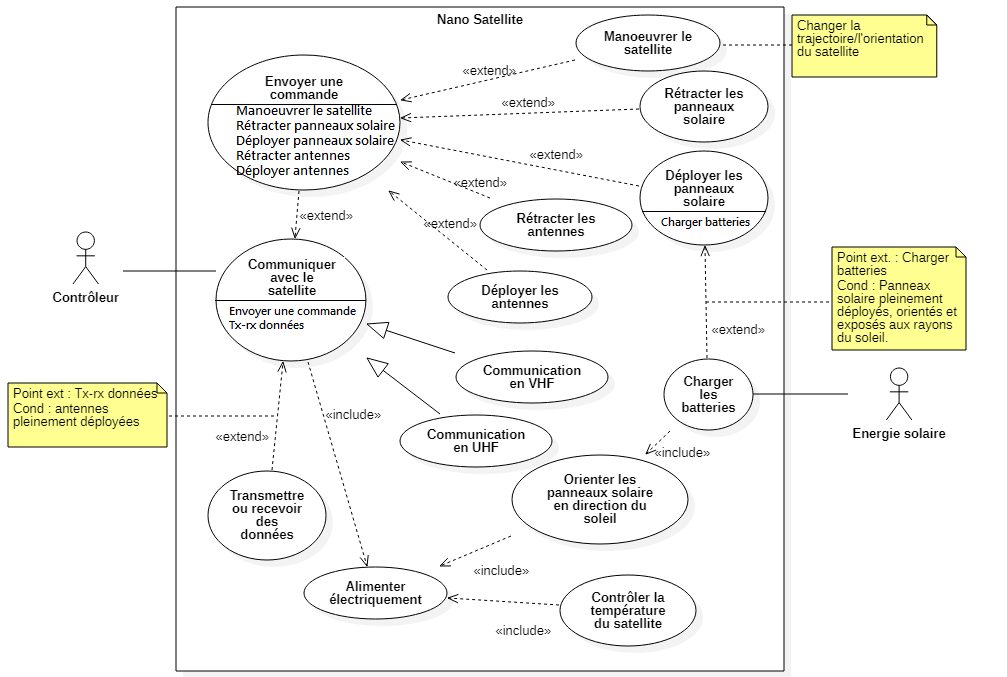 Nano Satellite
Manoeuvrer le
satellite
Changer la
trajectoire/l'orientation
du satellite
«extend»
Envoyer une
commande
Manoeuvrer le satellite
Rétracter panneaux solaire
Déployer panneaux solaire
Rétracter antennes
Déployer antennes
«extend»
Rétracter les
panneaux
solaire
«extend»
Déployer les
panneaux
solaire
Charger batteries
«extend»
Rétracter les
antennes
«extend»
«extend»
Communiquer
avec le
satellite
Envoyer une commande
Tx-rx données
Contrôleur
Déployer les
antennes
Point ext. : Charger
batteries
Cond : Panneax
solaire pleinement
déployés, orientés et
exposés aux rayons
du soleil.
«extend»
Communication
en VHF
Charger
les
batteries
Energie solaire
Point ext : Tx-rx données
Cond : antennes
pleinement déployées
«extend»
«include»
Communication
en UHF
«include»
Orienter les
panneaux solaire
en direction du
soleil
Transmettre
ou recevoir
des
données
«include»
Alimenter
électriquement
Contrôler la
température
du satellite
«include»